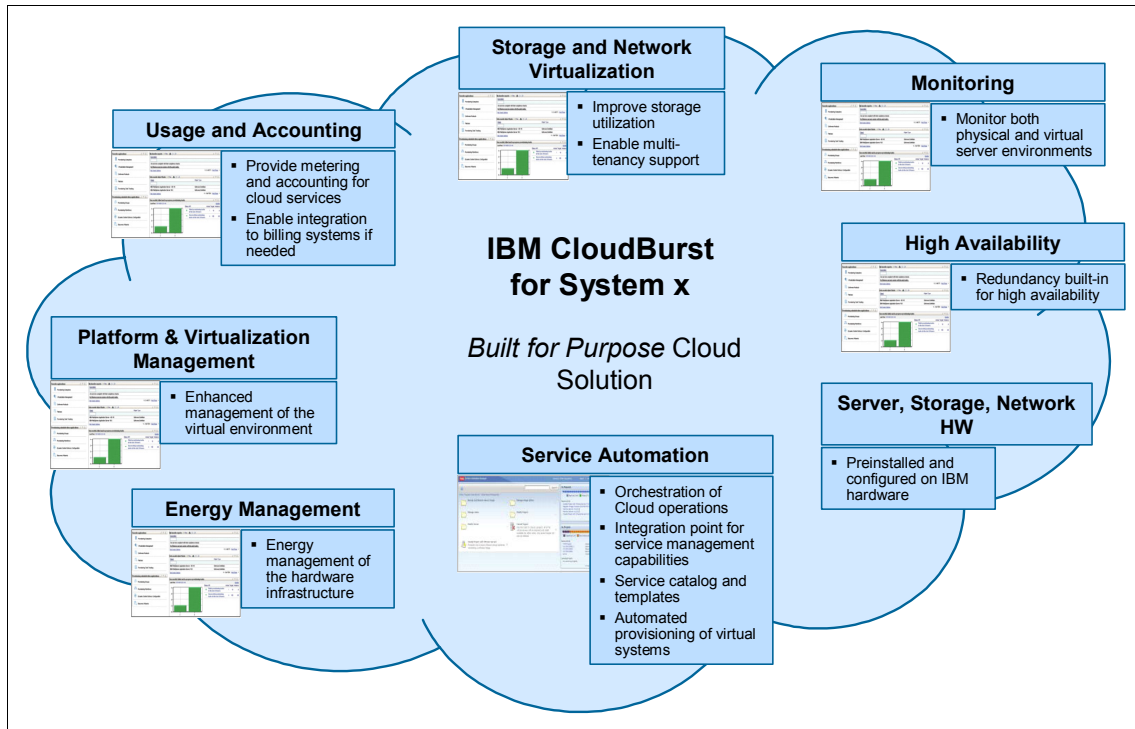 Storage and Network
Virtualization
Improve storage
utilization
Enable multi-
tenancy support
Monitoring
Monitor both
physical and virtual
server environments
Usage and Accounting
Provide metering
and accounting for
cloud services
Enable integration
to billing systems if
needed
IBM CloudBurst
for System x
Built for Purpose Cloud
Solution
High Availability
Redundancy built-in
for high availability
Platform & Virtualization
Management
Enhanced
management of the
virtual environment
Server, Storage, Network
HW
Preinstalled and
configured on IBM
hardware
Service Automation
Orchestration of
Cloud operations
Integration point for
service management
capabilities
Service catalog and
templates
Automated
provisioning of virtual
systems
Energy Management
Energy
management of
the hardware
infrastructure